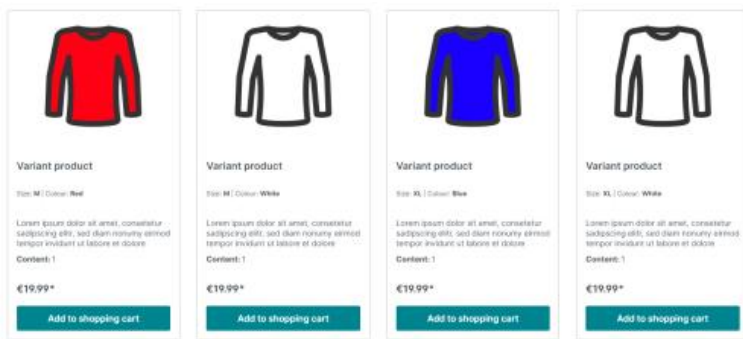 Variant product
Size: M | Colour: Red
Lorem ipsum dolor sit amet, consetetur
sadipscing elitr, sed diam nonumy eirmod
tempor invidunt ut labore et dolore
Content: 1
€19.99*
Add to shopping cart
Variant product
Size: M | Colour: White
Lorem ipsum dolor sit amet, consetetur
sadipscing elitr, sed diam nonumy eirmod
tempor invidunt ut labore et dolore
Content: 1
€19.99*
Add to shopping cart
Variant product
Size: XL | Colour: Blue
Lorem ipsum dolor sit amet, consetetur
sadipscing elitr, sed diam nonumy eirmod
tempor invidunt ut labore et dolore
Content: 1
€19.99*
Add to shopping cart
Variant product
Size: XL | Colour: White
Lorem ipsum dolor sit amet, consetetur
sadipscing elitr, sed diam nonumy eirmod
tempor invidunt ut labore et dolore
Content: 1
€19.99*
Add to shopping cart